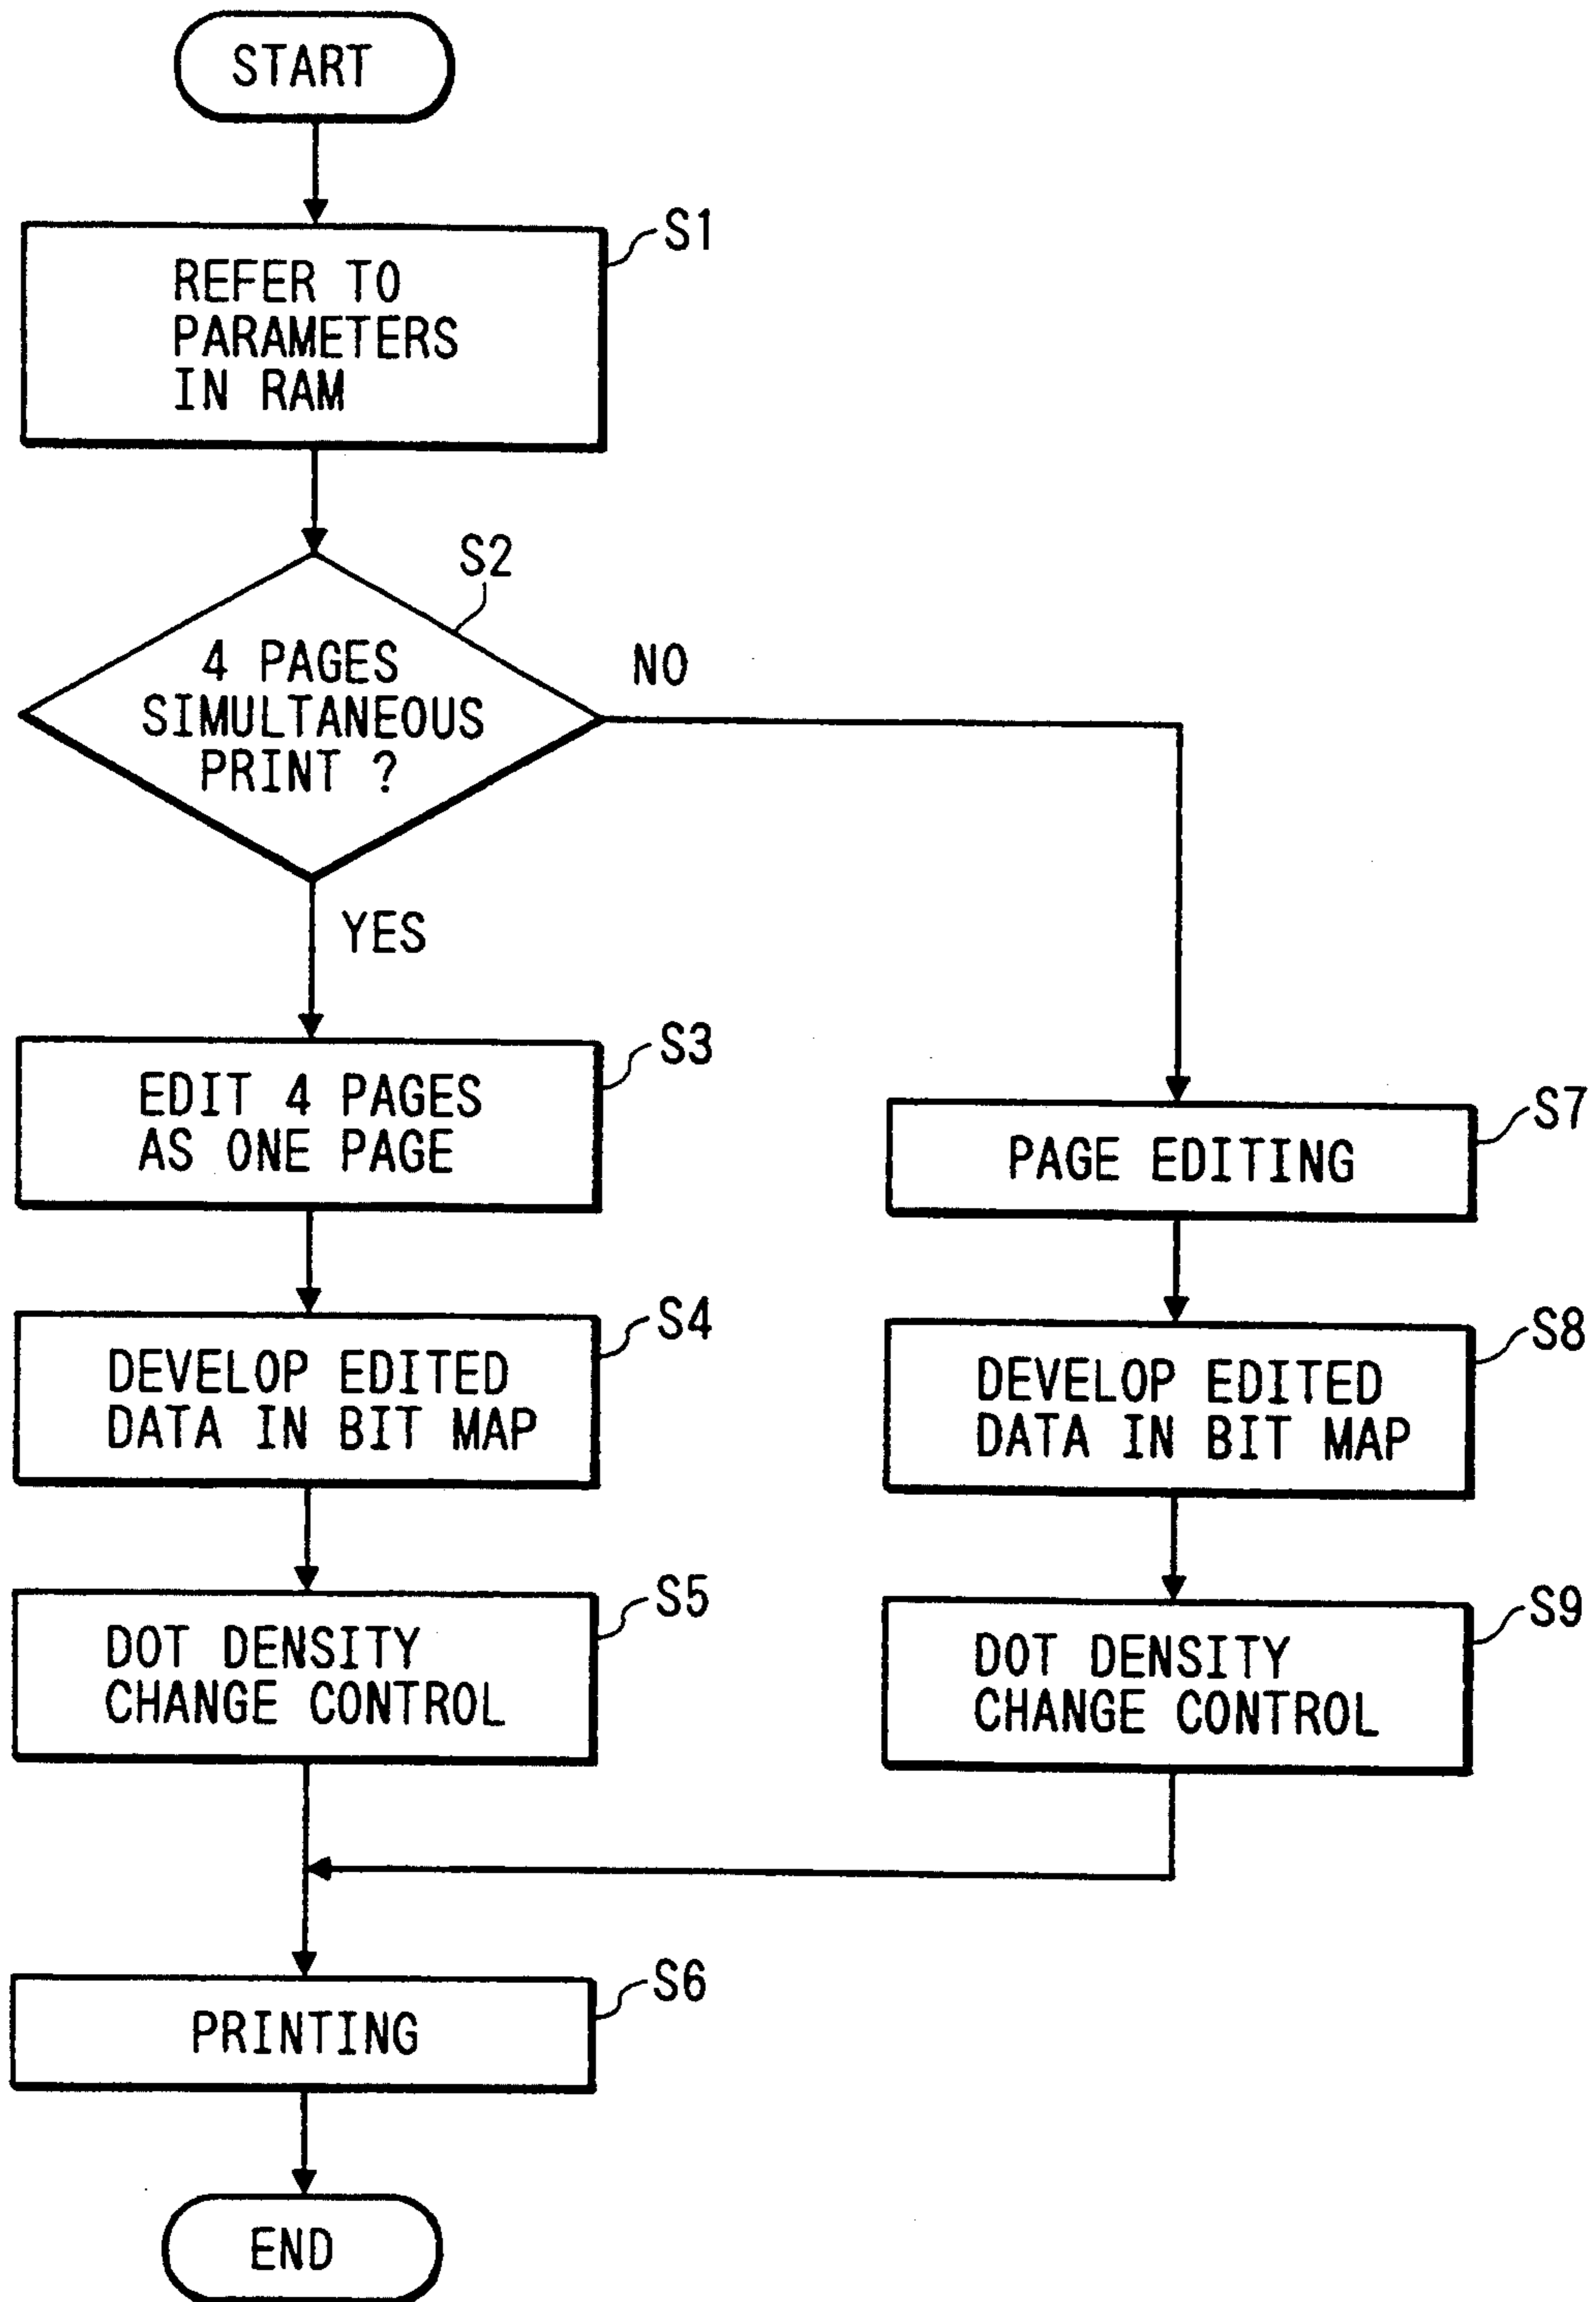 START
S1
REFER TO
PARAMETERS
IN RAM
S2
4 PAGES
SIMULTANEOUS
PRINT ?
NO
YES
S3
EDIT 4 PAGES
AS ONE PAGE
S7
PAGE EDITING
S4
DEVELOP EDITED
DATA IN BIT MAP
S8
DEVELOP EDITED
DATA IN BIT MAP
S5
DOT DENSITY
CHANGE CONTROL
S9
DOT DENSITY
CHANGE CONTROL
S6
PRINTING
END